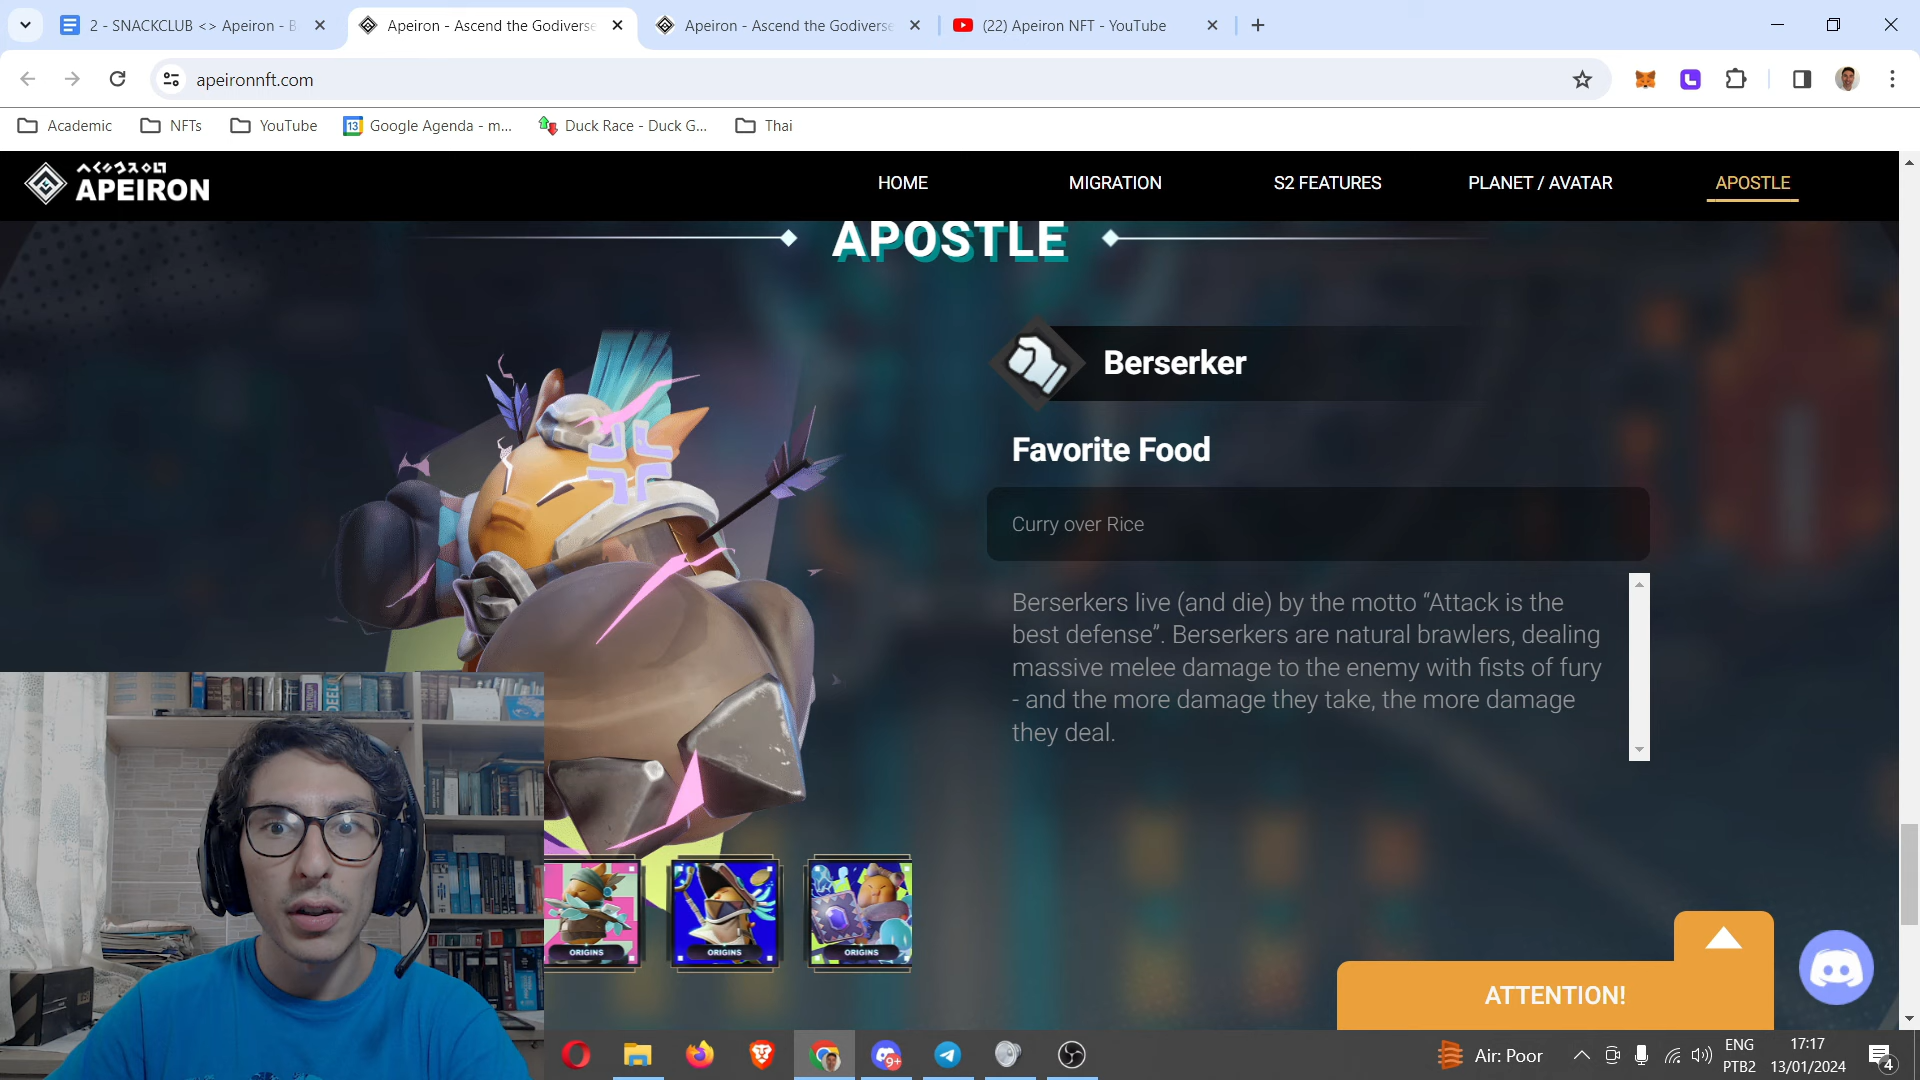 2 - SNACKCLUB <> Apeiron - B
Apeiron - Ascend the Godiverse
Apeiron - Ascend the Godiverse
(22) Apeiron NFT - YouTube
apeironnft.com
Academic
NFTs
YouTube
13
Google Agenda - m...
Duck Race - Duck G...
Thai
APEIRON
HOME
MIGRATION
S2 FEATURES
PLANET / AVATAR
APOSTLE
APOSTLE
Berserker
Favorite Food
Curry over Rice
Berserkers live (and die) by the motto “Attack is the
best defense”. Berserkers are natural brawlers, dealing
massive melee damage to the enemy with fists of fury
- and the more damage they take, the more damage
they deal.
ORIGINS
ORIGINS
ORIGINS
ATTENTION!
9+
Air: Poor
ENG
PTB2
17:17
13/01/2024
4